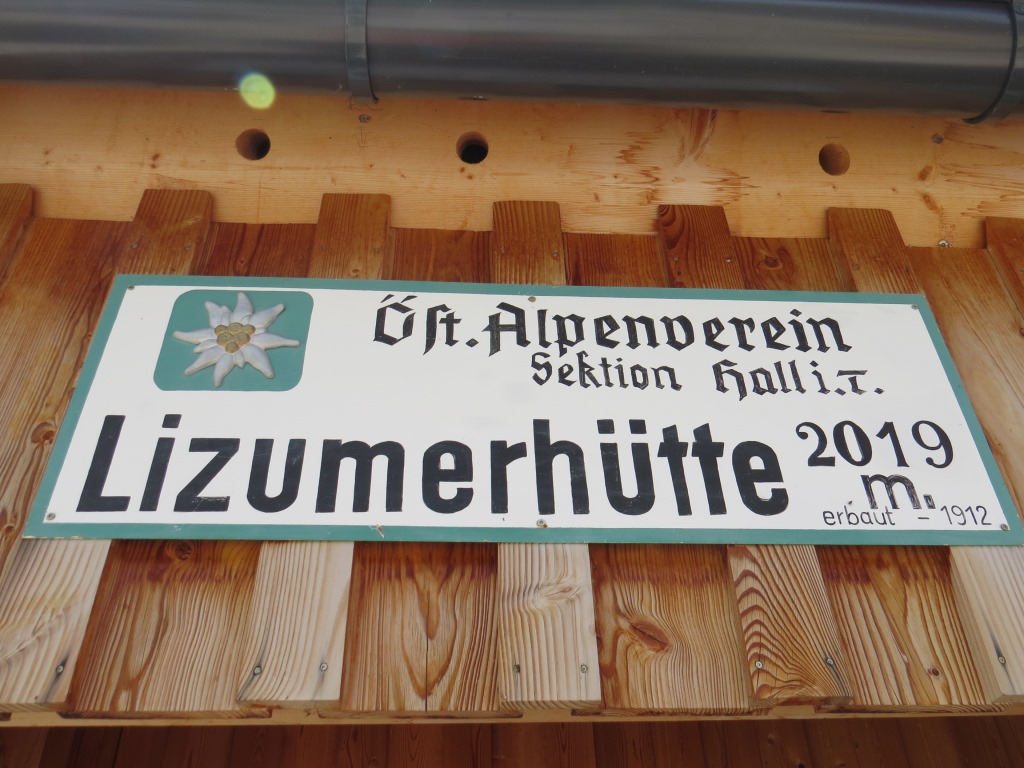 Öst. Alpenverein
Sektion Hall i.T.
Lizumerhütte 2019 m.
erbaut - 1912